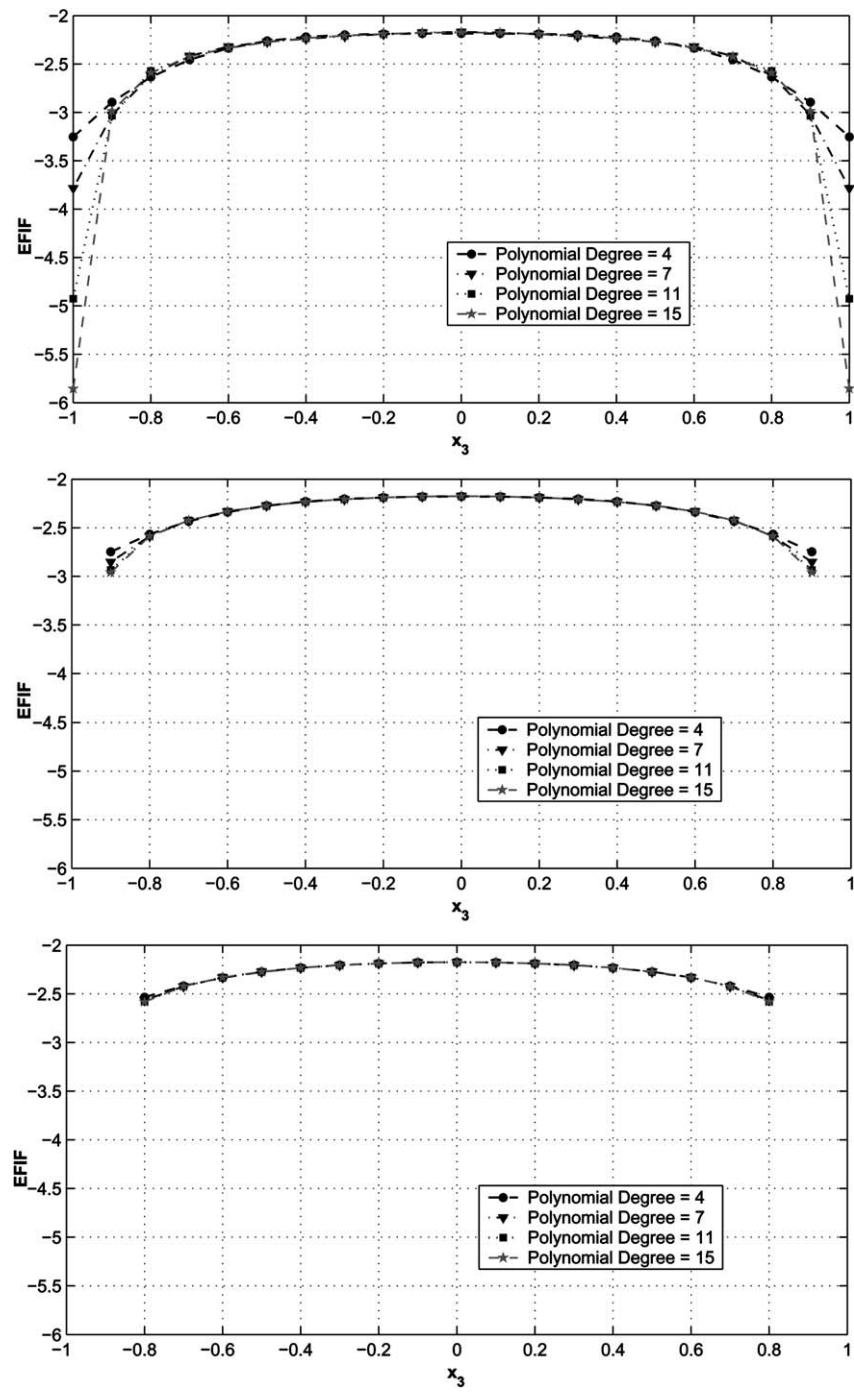 −2
−2.5
−3
−3.5
−4
−4.5
−5
−5.5
−6
EFIF
Polynomial Degree = 4
Polynomial Degree = 7
Polynomial Degree = 11
Polynomial Degree = 15
−1 −0.8 −0.6 −0.4 −0.2 0 0.2 0.4 0.6 0.8 1
x₃
−2
−2.5
−3
−3.5
−4
−4.5
−5
−5.5
−6
EFIF
Polynomial Degree = 4
Polynomial Degree = 7
Polynomial Degree = 11
Polynomial Degree = 15
−1 −0.8 −0.6 −0.4 −0.2 0 0.2 0.4 0.6 0.8 1
x₃
−2
−2.5
−3
−3.5
−4
−4.5
−5
−5.5
−6
EFIF
Polynomial Degree = 4
Polynomial Degree = 7
Polynomial Degree = 11
Polynomial Degree = 15
−1 −0.8 −0.6 −0.4 −0.2 0 0.2 0.4 0.6 0.8 1
x₃